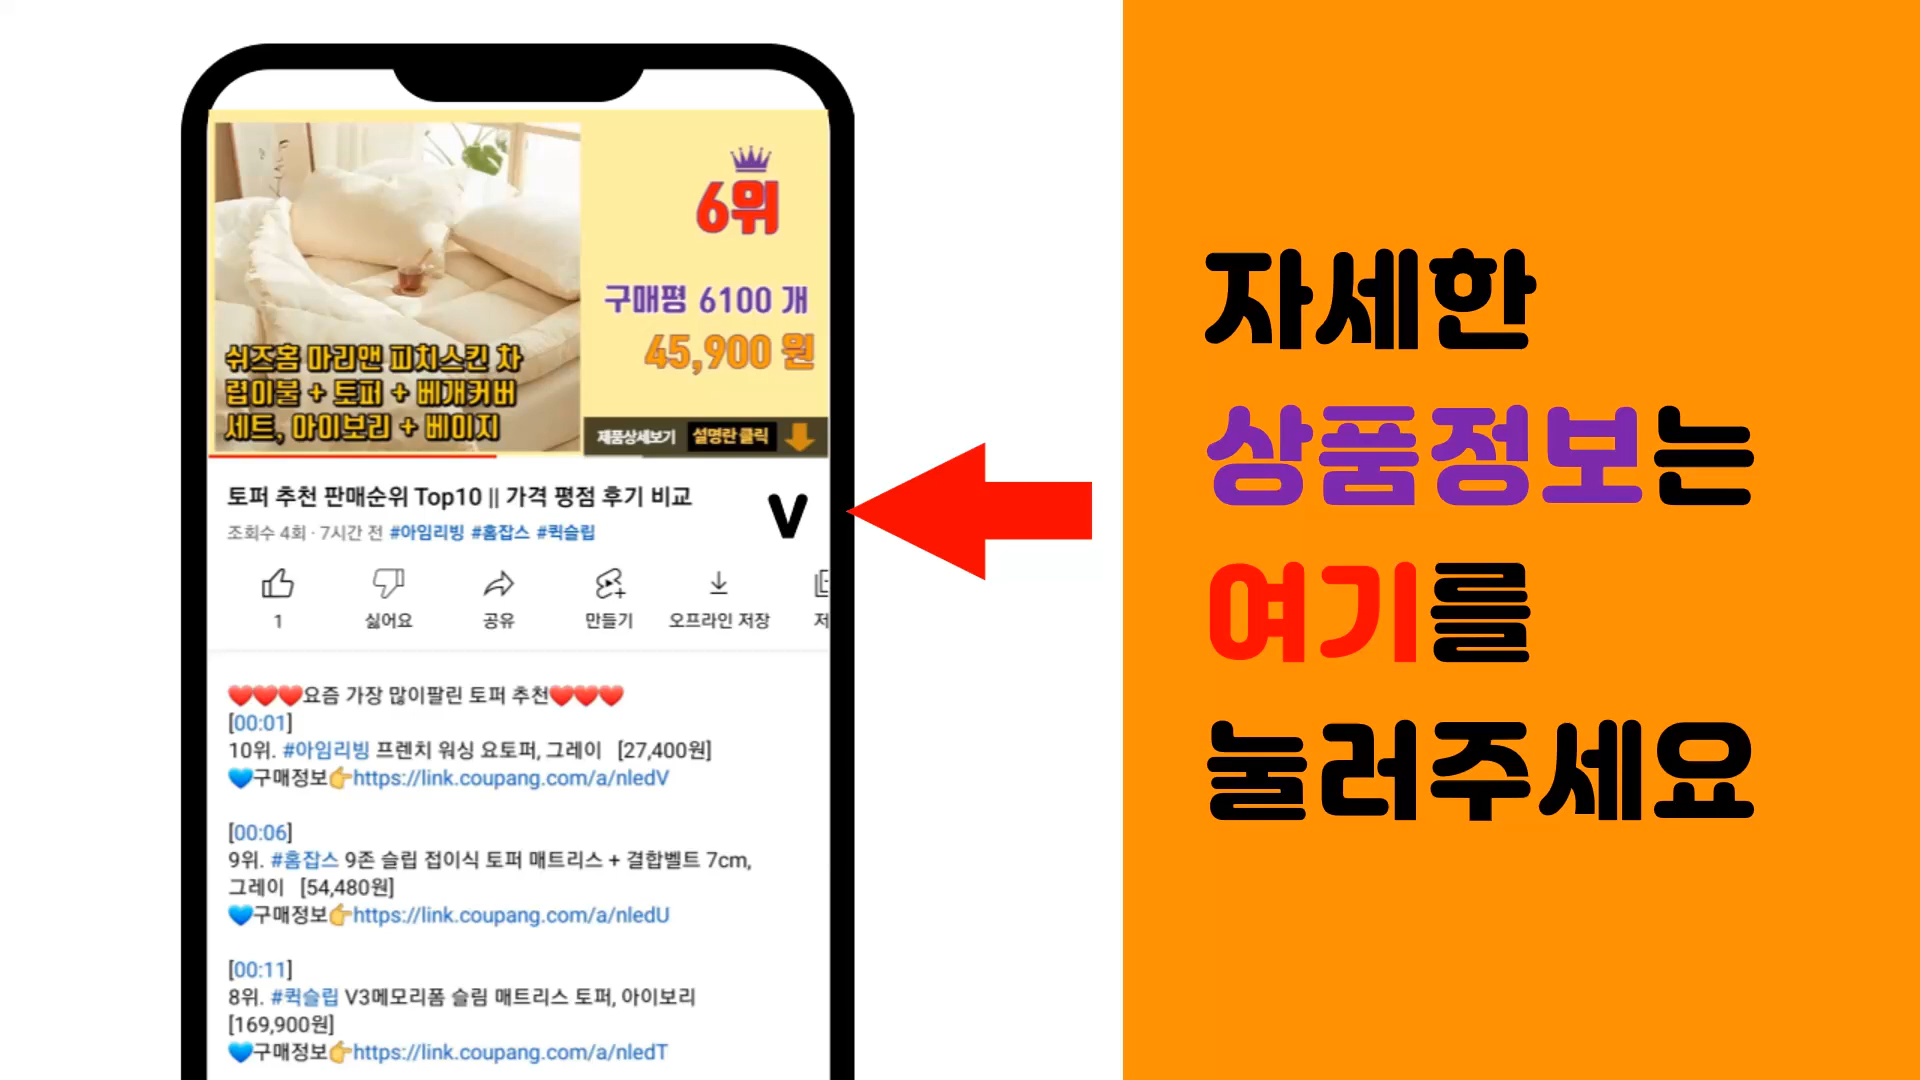 6위
구매평 6100 개
45,900 원
쉬즈홈 마리앤 피치스킨 차
렵이불 + 토퍼 + 베개커버
세트, 아이보리 + 베이지
제품상세보기 설명란 클릭
토퍼 추천 판매순위 Top10 || 가격 평점 후기 비교
V
조회수 4회 · 7시간 전 #아임리빙 #홈잡스 #퀵슬립
1 싫어요 공유 만들기 오프라인 저장 저
❤️❤️❤️요즘 가장 많이팔린 토퍼 추천❤️❤️❤️
[00:01]
10위. #아임리빙 프렌치 워싱 요토퍼, 그레이 [27,400원]
💙구매정보👉https://link.coupang.com/a/nledV
[00:06]
9위. #홈잡스 9존 슬립 접이식 토퍼 매트리스 + 결합벨트 7cm,
그레이 [54,480원]
💙구매정보👉https://link.coupang.com/a/nledU
[00:11]
8위. #퀵슬립 V3메모리폼 슬림 매트리스 토퍼, 아이보리
[169,900원]
💙구매정보👉https://link.coupang.com/a/nledT
자세한
상품정보는
여기를
눌러주세요